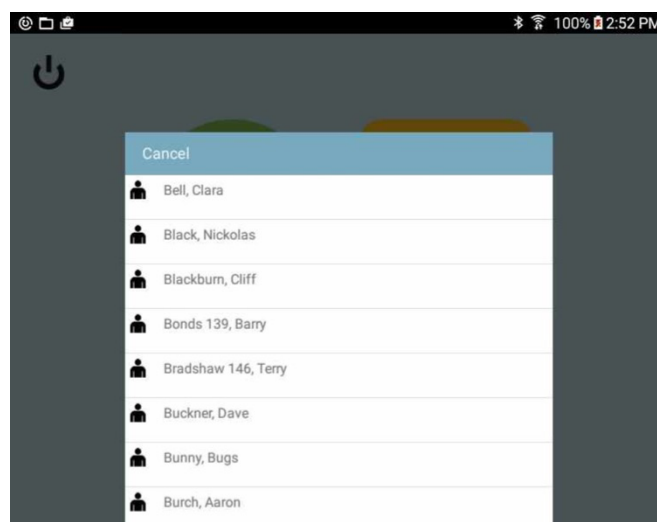 100% 2:52 PM
Cancel
Bell, Clara
Black, Nickolas
Blackburn, Cliff
Bonds 139, Barry
Bradshaw 146, Terry
Buckner, Dave
Bunny, Bugs
Burch, Aaron